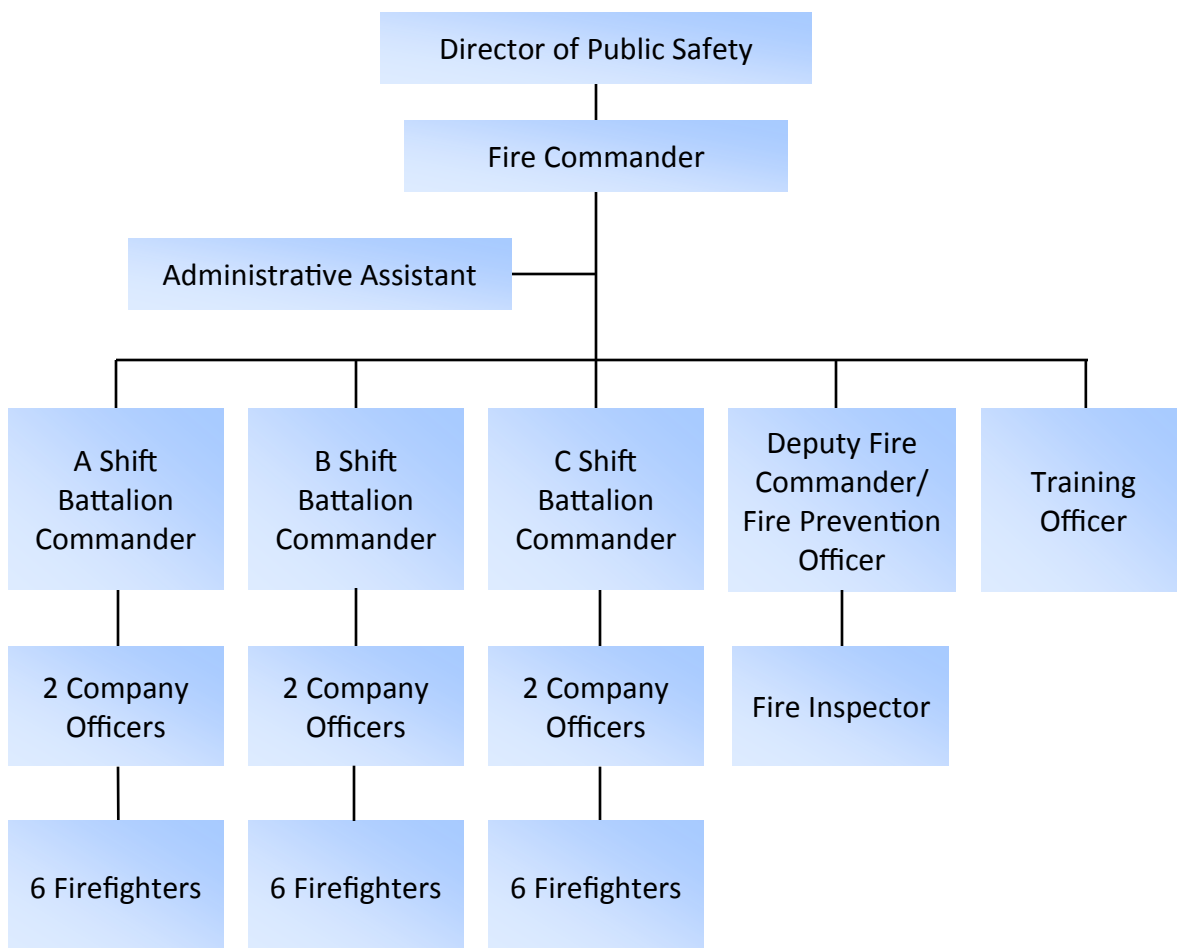 Director of Public Safety
Fire Commander
Administrative Assistant
A Shift
Battalion
Commander
B Shift
Battalion
Commander
C Shift
Battalion
Commander
Deputy Fire
Commander/
Fire Prevention
Officer
Training
Officer
2 Company
Officers
2 Company
Officers
2 Company
Officers
Fire Inspector
6 Firefighters
6 Firefighters
6 Firefighters